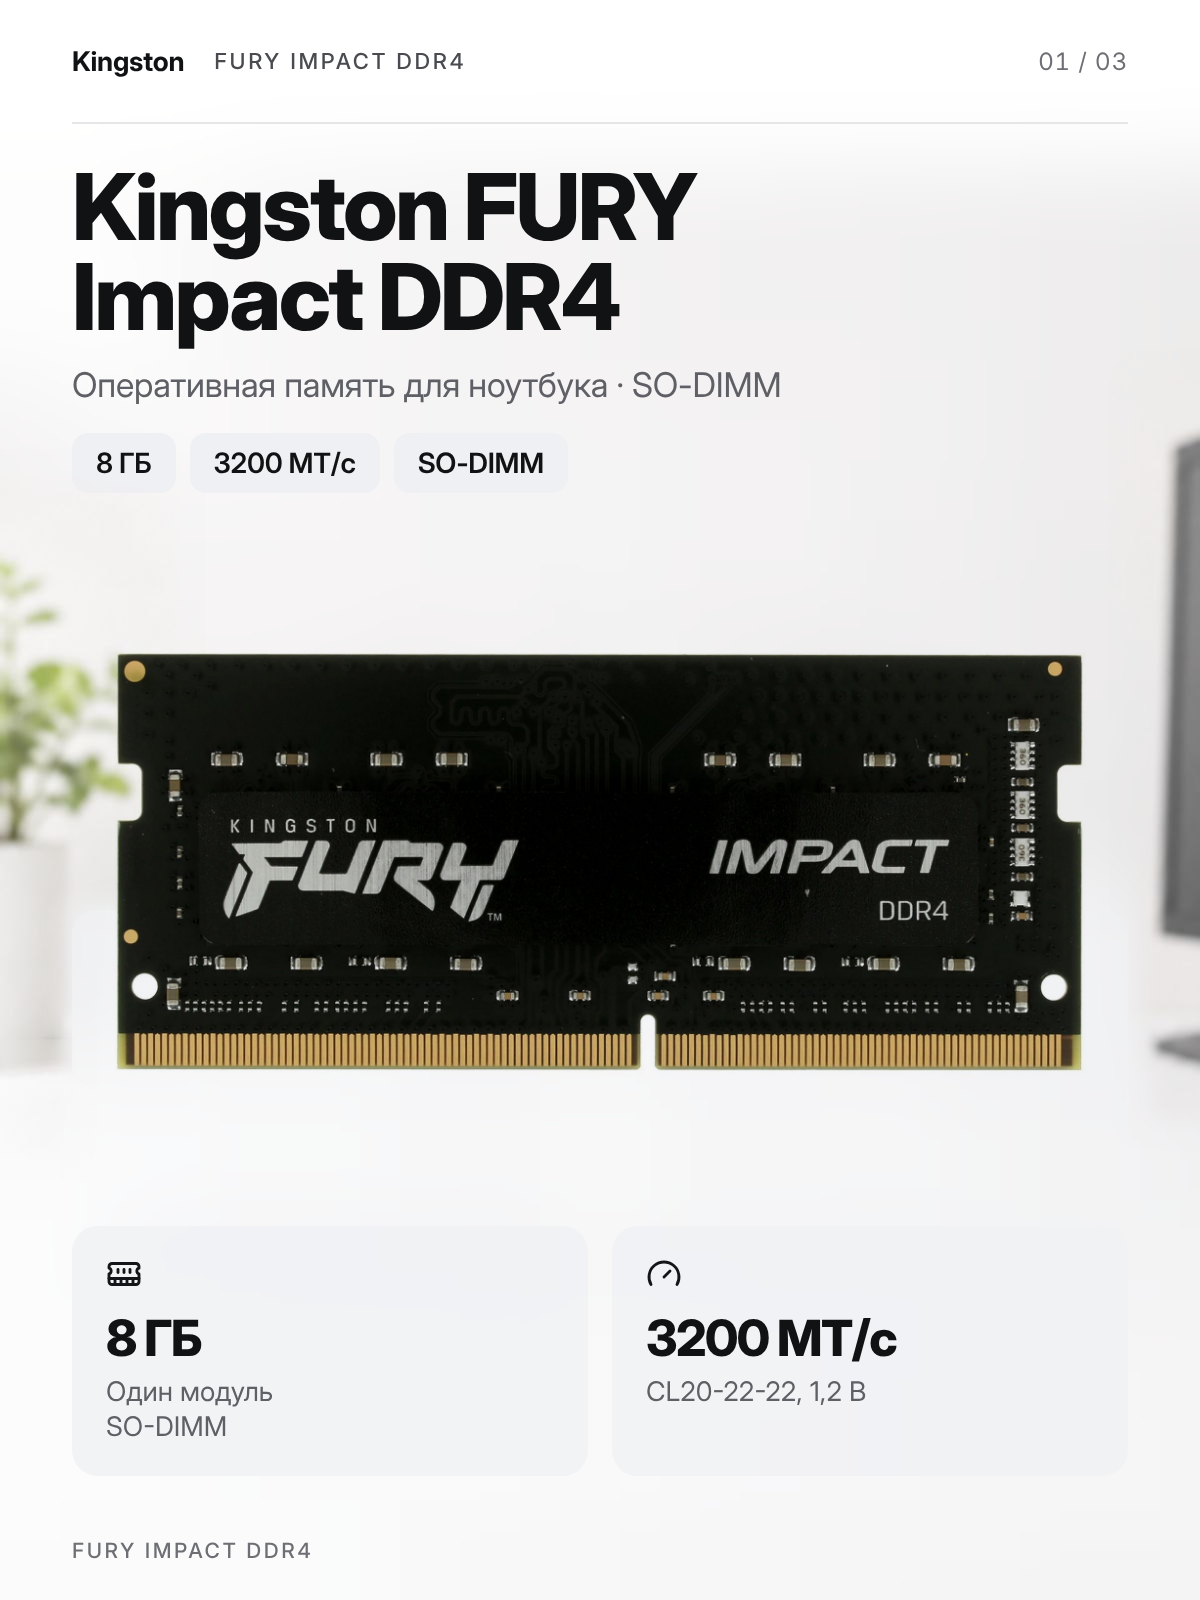 Kingston FURY IMPACT DDR4 01 / 03
Kingston FURY
Impact DDR4
Оперативная память для ноутбука · SO-DIMM
8 ГБ 3200 МТ/с SO-DIMM
KINGSTON
FURY™
IMPACT
DDR4
8 ГБ
Один модуль
SO-DIMM
3200 МТ/с
CL20-22-22, 1,2 В
FURY IMPACT DDR4